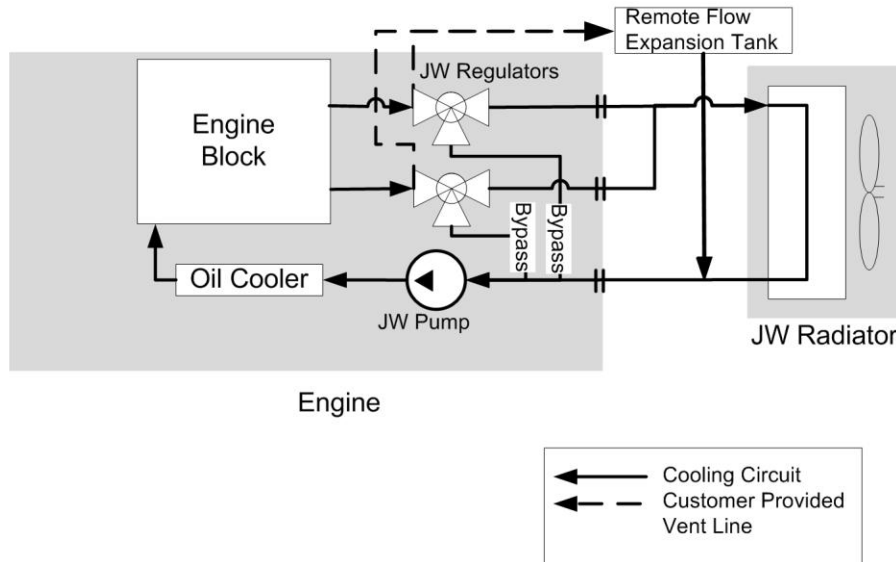 Remote Flow
Expansion Tank
JW Regulators
Engine
Block
Bypass
Bypass
Oil Cooler
JW Pump
JW Radiator
Engine
Cooling Circuit
Customer Provided
Vent Line